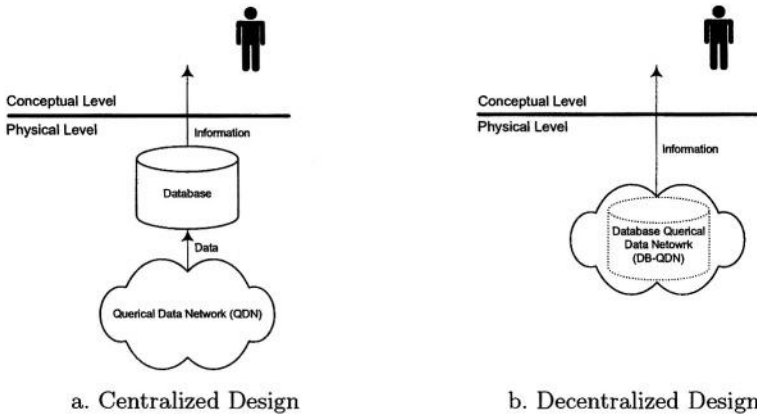 Conceptual Level
Physical Level
Information
Database
Data
Querical Data Network (QDN)
a. Centralized Design
Conceptual Level
Physical Level
Information
Database Querical
Data Netowrk
(DB-QDN)
b. Decentralized Design